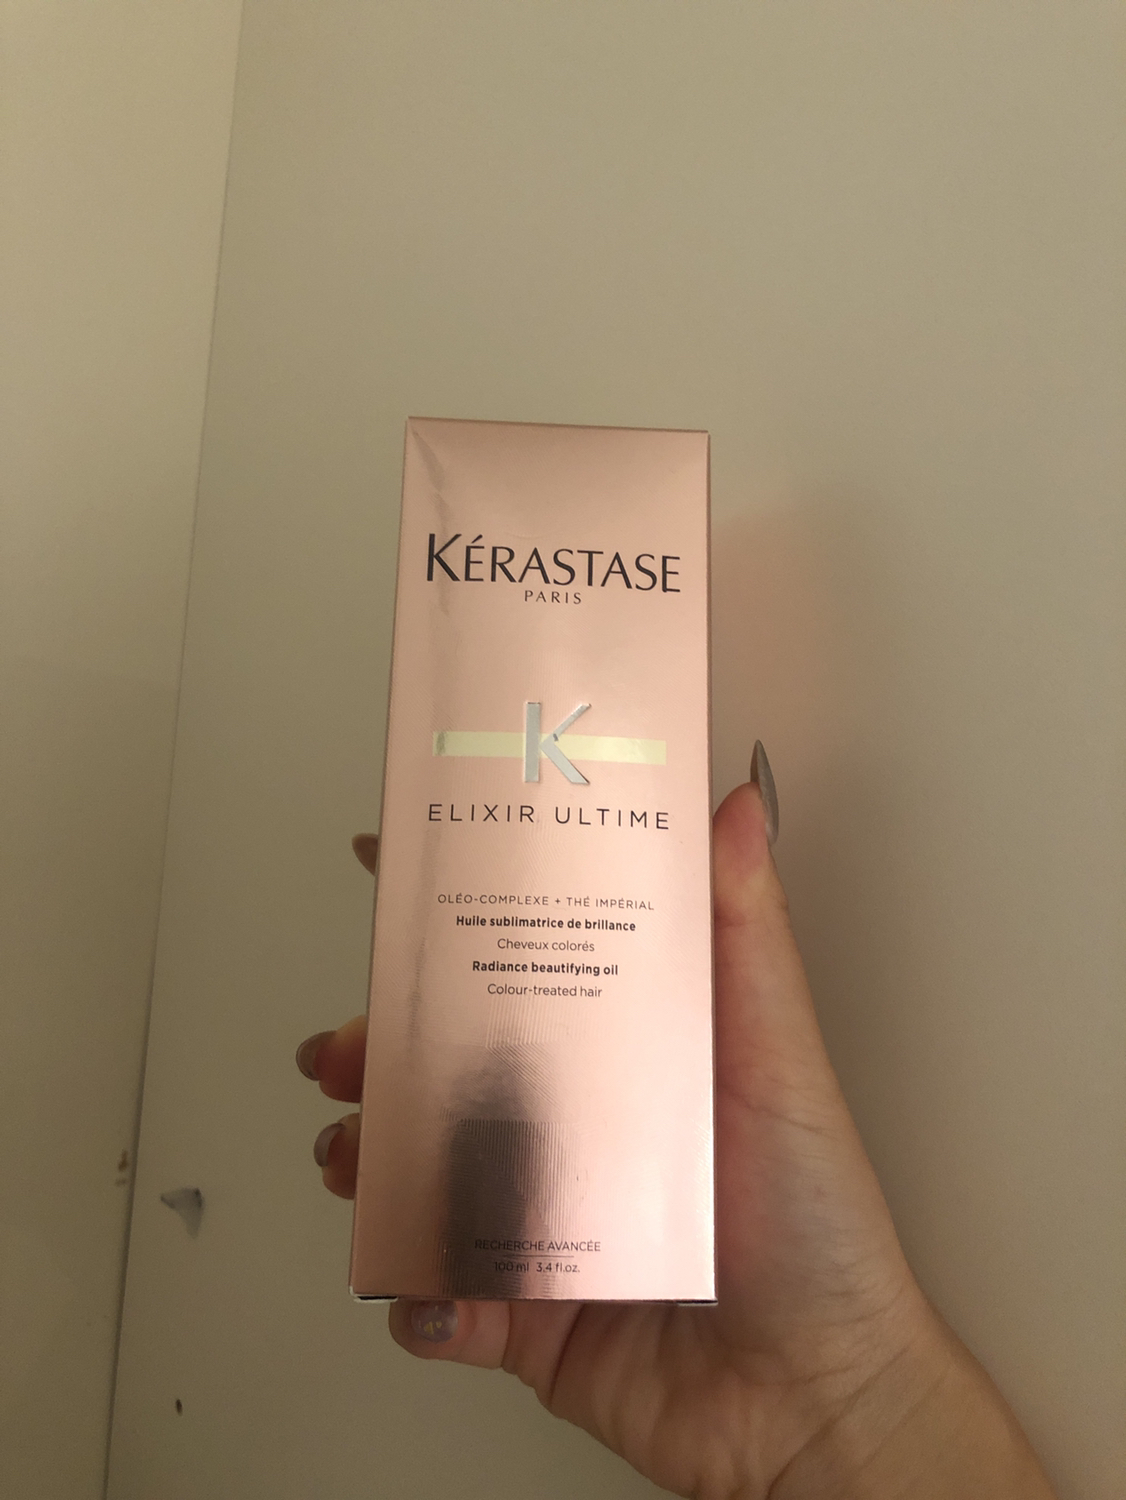 KÉRASTASE
PARIS
K
ELIXIR ULTIME
OLÉO-COMPLEXE + THÉ IMPÉRIAL
Huile sublimatrice de brillance
Cheveux colorés
Radiance beautifying oil
Colour-treated hair
RECHERCHE AVANCÉE
100 ml 3.4 fl.oz.